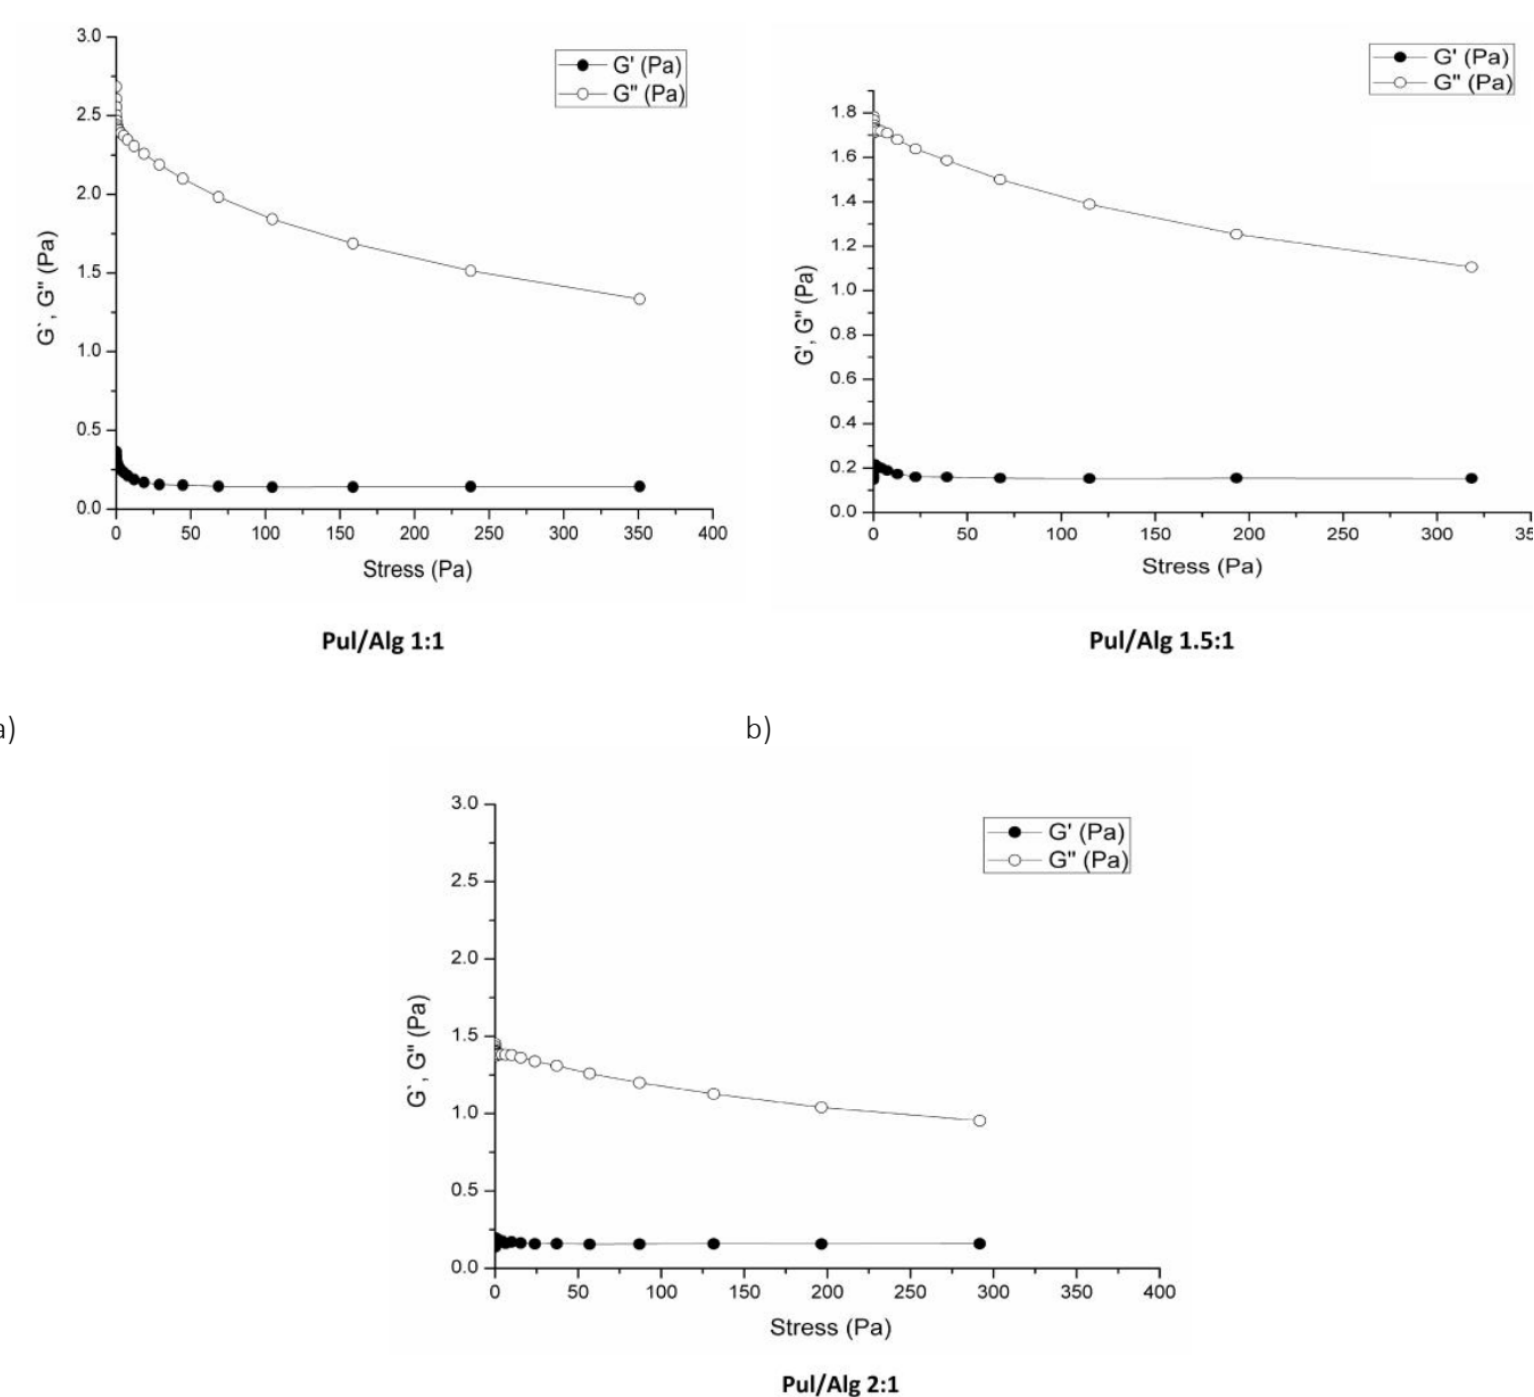 3.0
2.5
2.0
1.5
1.0
0.5
0.0
G`, G" (Pa)
G' (Pa)
G" (Pa)
0 50 100 150 200 250 300 350 400
Stress (Pa)
Pul/Alg 1:1
a)
1.8
1.6
1.4
1.2
1.0
0.8
0.6
0.4
0.2
0.0
G', G" (Pa)
G' (Pa)
G" (Pa)
0 50 100 150 200 250 300 35
Stress (Pa)
Pul/Alg 1.5:1
b)
3.0
2.5
2.0
1.5
1.0
0.5
0.0
G`, G" (Pa)
G' (Pa)
G" (Pa)
0 50 100 150 200 250 300 350 400
Stress (Pa)
Pul/Alg 2:1